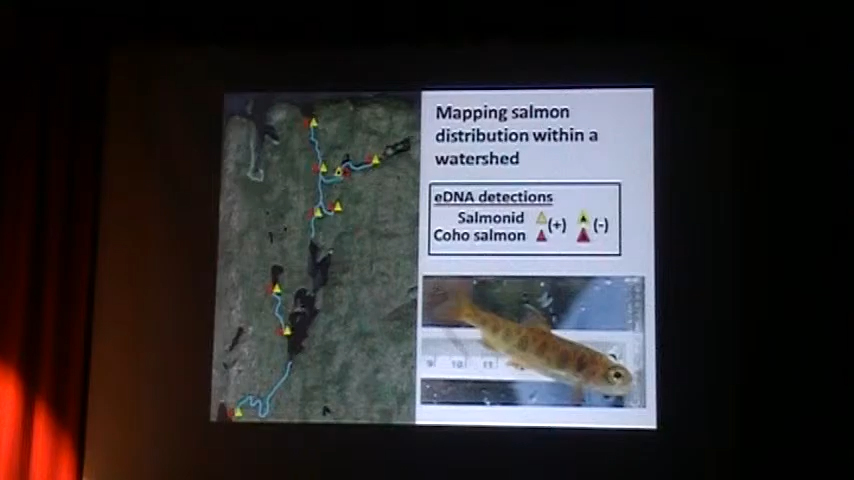 Mapping salmon
distribution within a
watershed
eDNA detections
Salmonid (+) (-)
Coho salmon
9 10 11